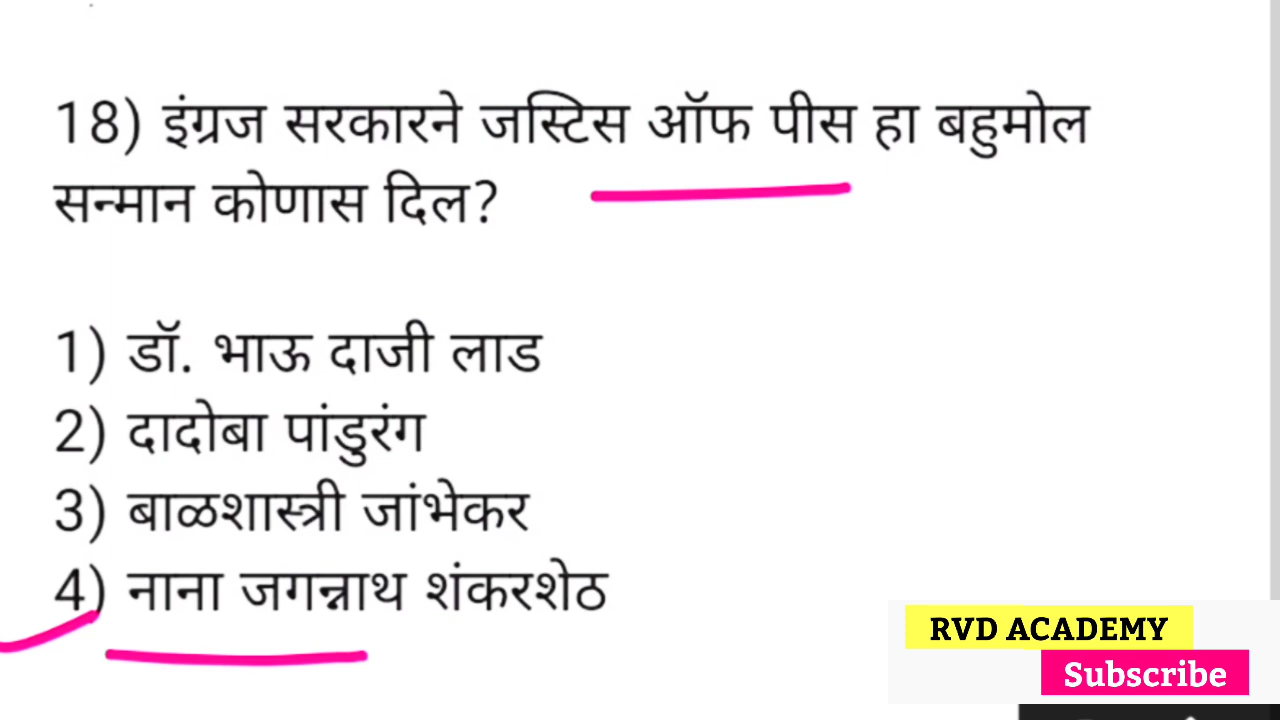 18) इंग्रज सरकारने जस्टिस ऑफ पीस हा बहुमोल
सन्मान कोणास दिल?
1) डॉ. भाऊ दाजी लाड
2) दादोबा पांडुरंग
3) बाळशास्त्री जांभेकर
4) नाना जगन्नाथ शंकरशेठ
RVD ACADEMY
Subscribe